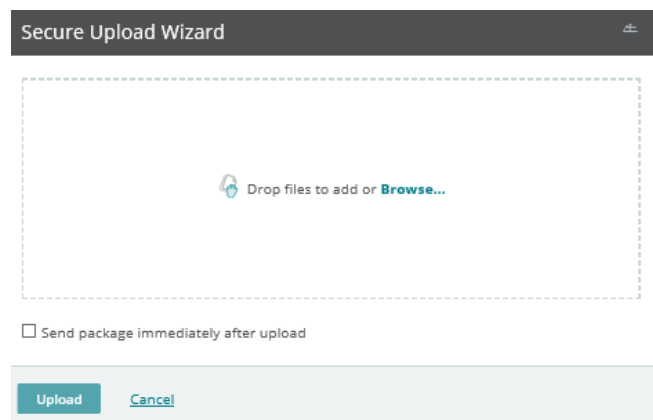 Secure Upload Wizard
Drop files to add or Browse...
Send package immediately after upload
Upload Cancel